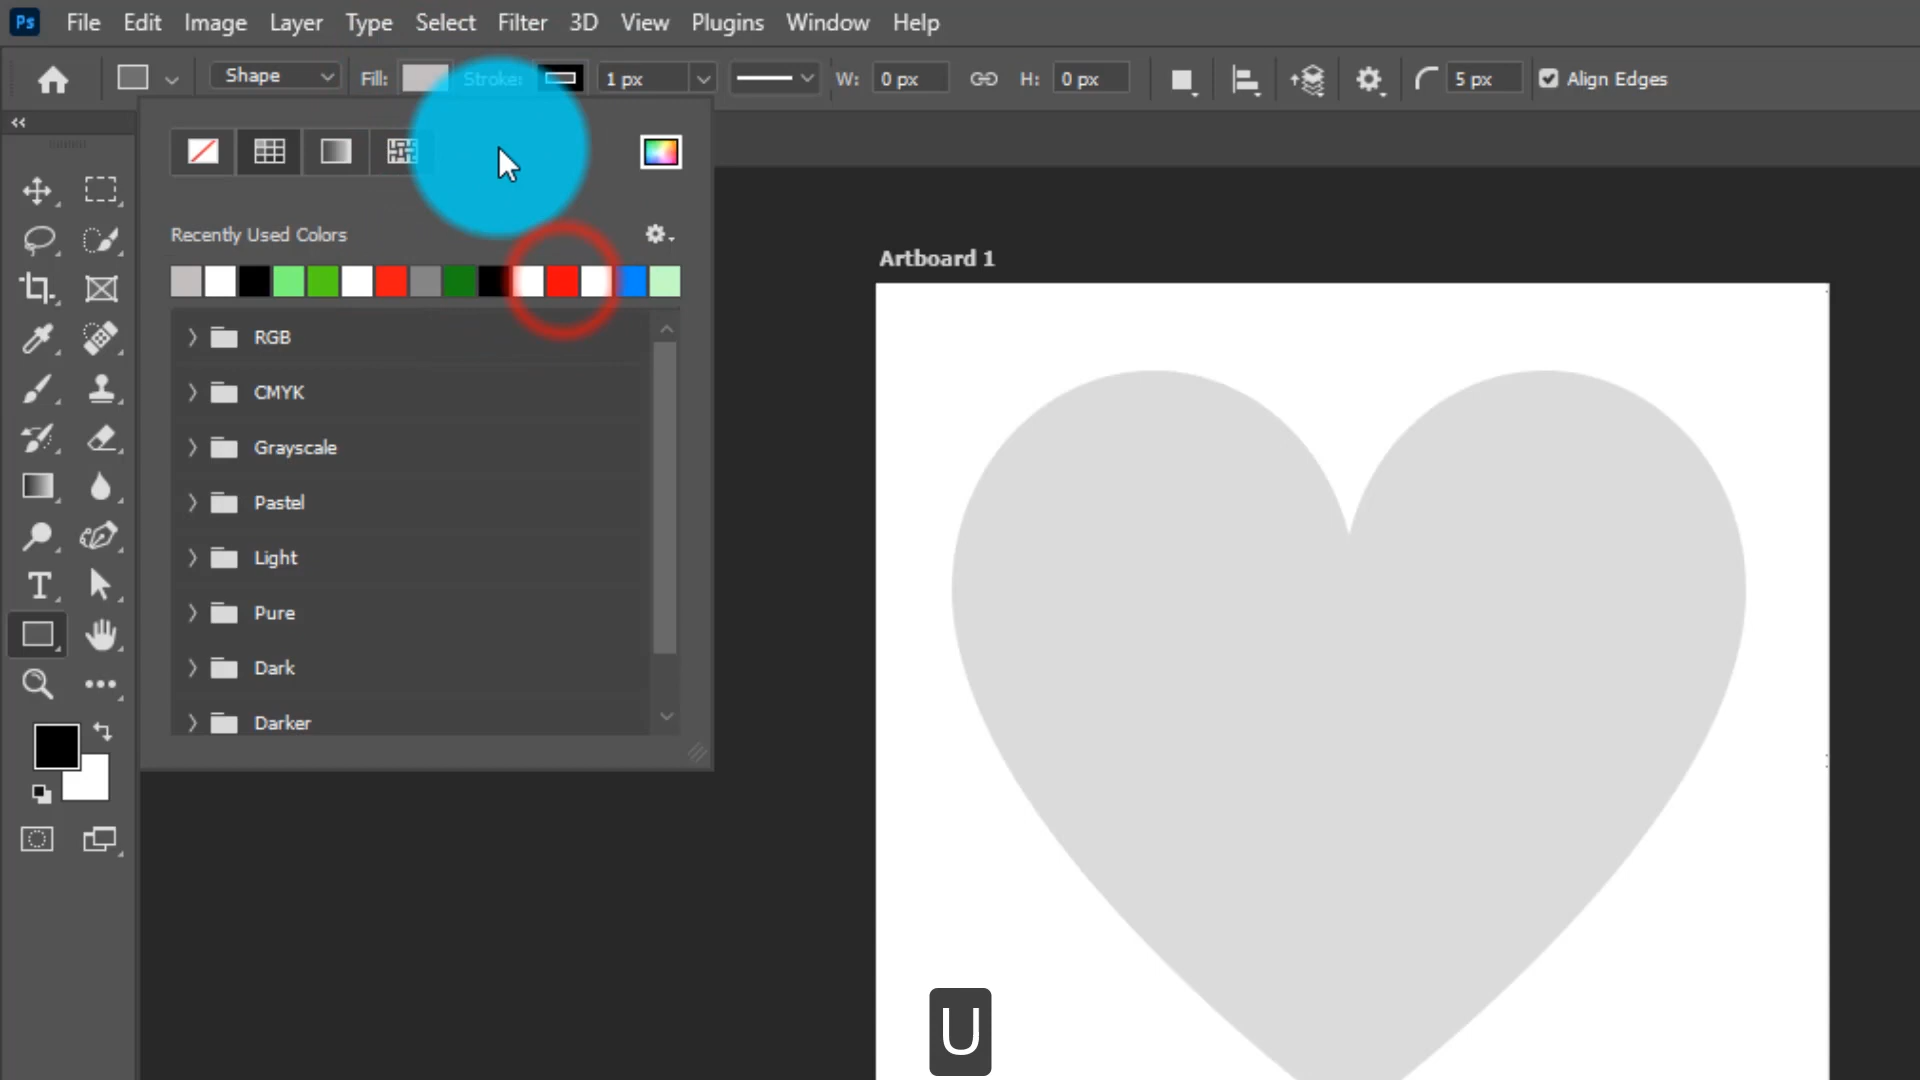 Ps File Edit Image Layer Type Select Filter 3D View Plugins Window Help
Shape Fill: Stroke: 1 px W: 0 px H: 0 px 5 px Align Edges
Recently Used Colors
RGB
CMYK
Grayscale
Pastel
Light
Pure
Dark
Darker
Artboard 1
T
U